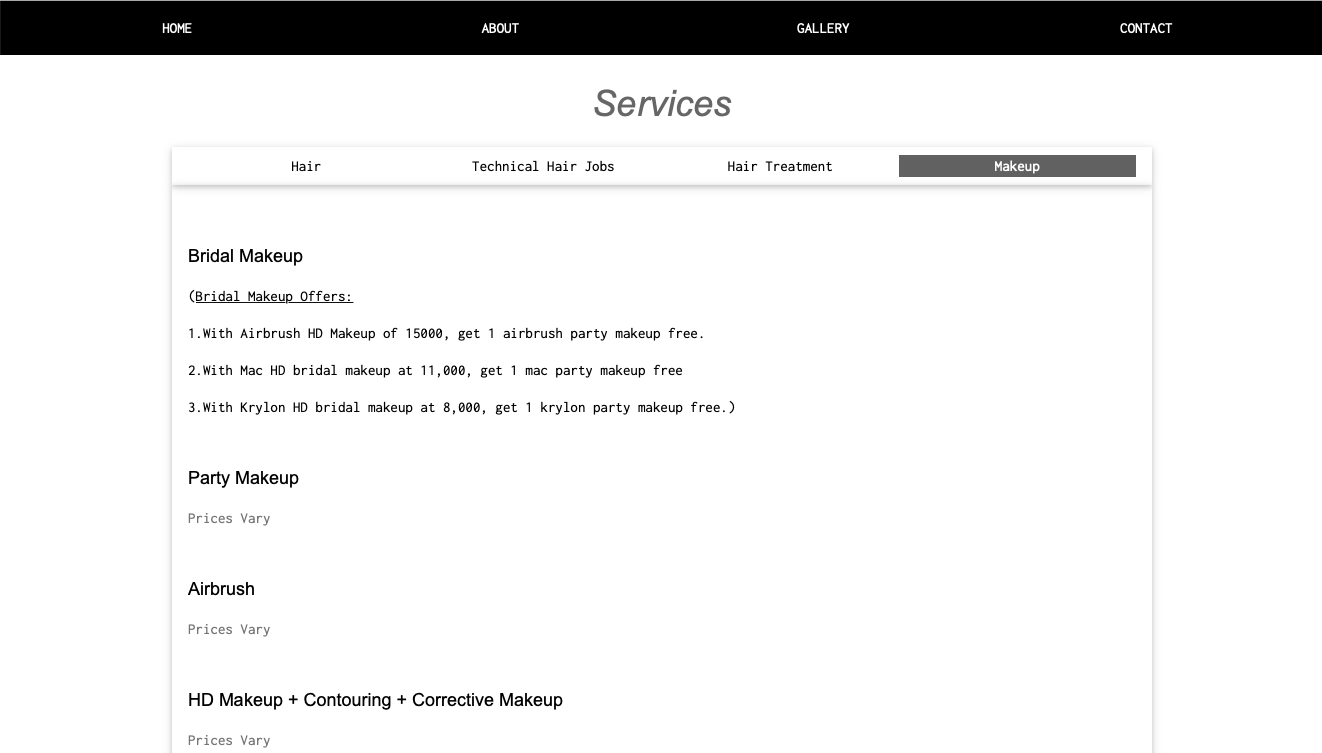 HOME ABOUT GALLERY CONTACT
Services
Hair Technical Hair Jobs Hair Treatment Makeup
Bridal Makeup
(Bridal Makeup Offers:
1.With Airbrush HD Makeup of 15000, get 1 airbrush party makeup free.
2.With Mac HD bridal makeup at 11,000, get 1 mac party makeup free
3.With Krylon HD bridal makeup at 8,000, get 1 krylon party makeup free.)
Party Makeup
Prices Vary
Airbrush
Prices Vary
HD Makeup + Contouring + Corrective Makeup
Prices Vary